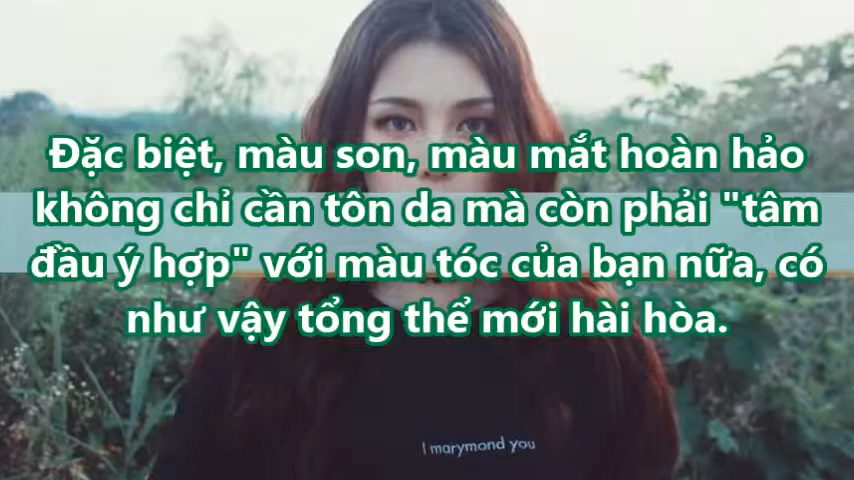 Đặc biệt, màu son, màu mắt hoàn hảo
không chỉ cần tôn da mà còn phải "tâm
đầu ý hợp" với màu tóc của bạn nữa, có
như vậy tổng thể mới hài hòa.
I marymond you